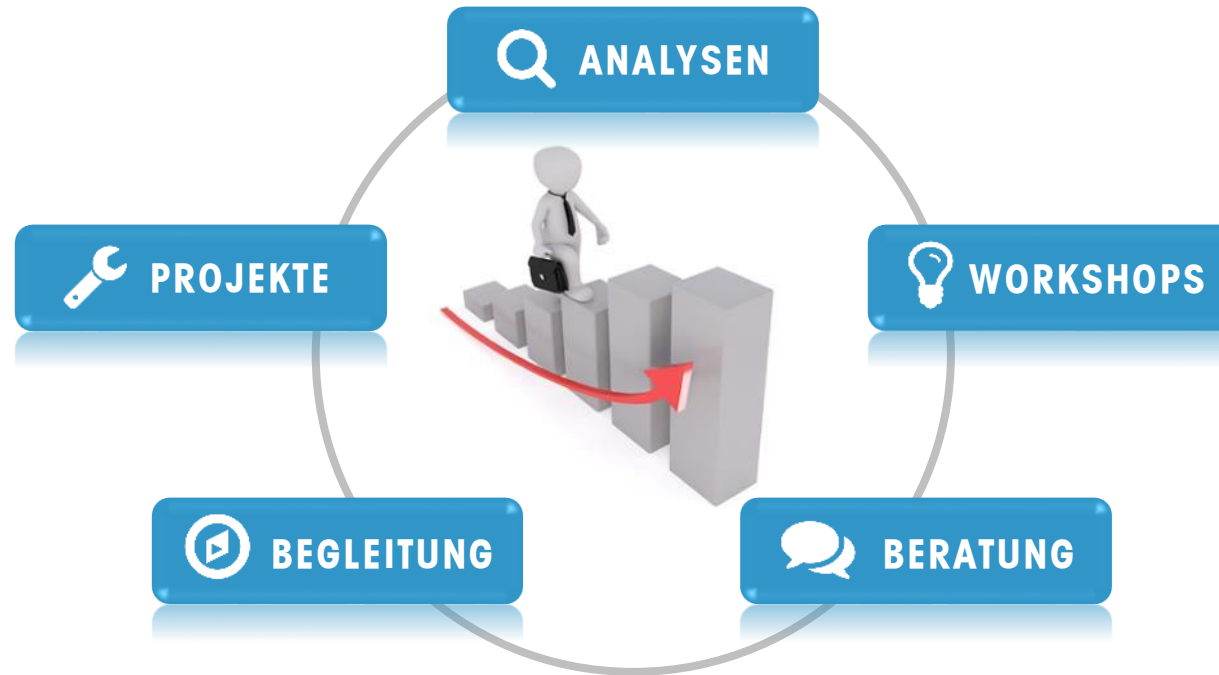 ANALYSEN
PROJEKTE
WORKSHOPS
BEGLEITUNG
BERATUNG